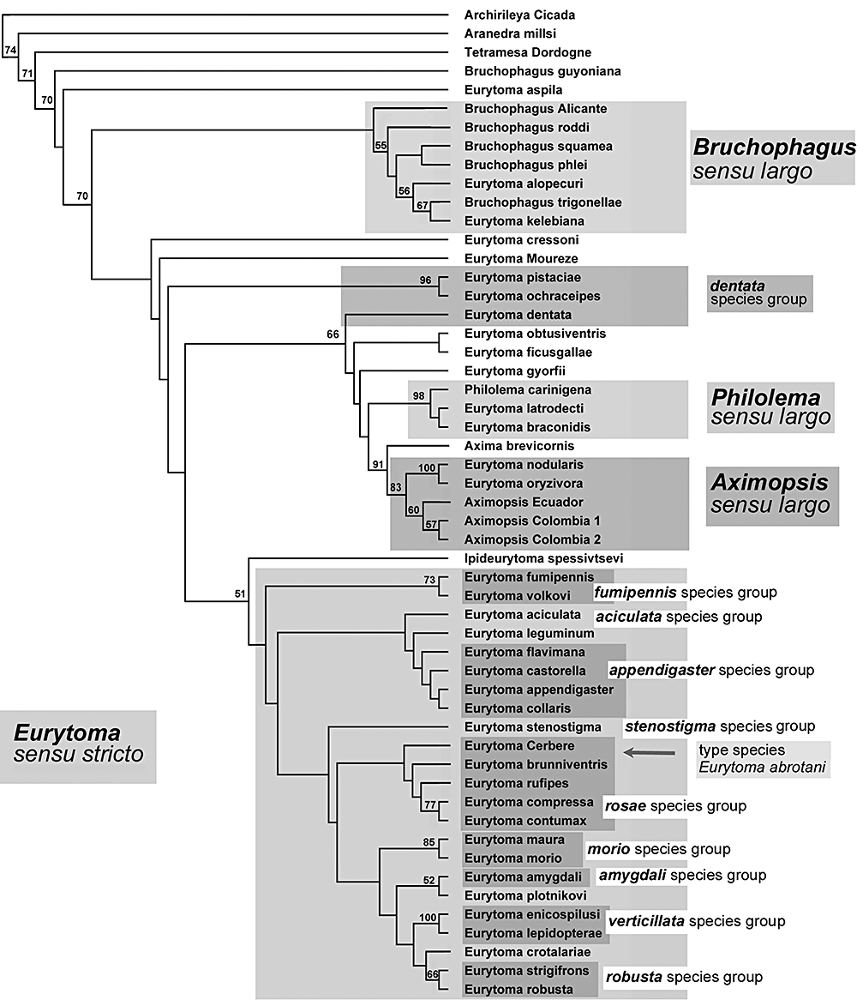 Archirileya Cicada
Aranedra millsi
74
Tetramesa Dordogne
71
Bruchophagus guyoniana
Eurytoma aspila
70
Bruchophagus Alicante
Bruchophagus roddi
55
Bruchophagus squamea
Bruchophagus phlei
Bruchophagus
sensu largo
Eurytoma alopecuri
56
Bruchophagus trigonellae
67
70
Eurytoma kelebiana
Eurytoma cressoni
Eurytoma Moureze
Eurytoma pistaciae
96
Eurytoma ochraceipes
dentata
species group
Eurytoma dentata
66
Eurytoma obtusiventris
Eurytoma ficusgallae
Eurytoma gyorfii
Philolema carinigena
98
Eurytoma latrodecti
Eurytoma braconidis
Philolema
sensu largo
Axima brevicornis
91
Eurytoma nodularis
100
Eurytoma oryzivora
83
Aximopsis Ecuador
60
Aximopsis Colombia 1
57
Aximopsis Colombia 2
Aximopsis
sensu largo
Ipideurytoma spessivtsevi
51
Eurytoma fumipennis
73
Eurytoma volkovi
fumipennis species group
Eurytoma aciculata
aciculata species group
Eurytoma leguminum
Eurytoma flavimana
Eurytoma castorella
appendigaster species group
Eurytoma appendigaster
Eurytoma collaris
Eurytoma stenostigma
stenostigma species group
Eurytoma
sensu stricto
Eurytoma Cerbere
type species
Eurytoma abrotani
Eurytoma brunniventris
Eurytoma rufipes
Eurytoma compressa
77
rosae species group
Eurytoma contumax
Eurytoma maura
85
Eurytoma morio
morio species group
Eurytoma amygdali
52
amygdali species group
Eurytoma plotnikovi
Eurytoma enicospilusi
100
verticillata species group
Eurytoma lepidopterae
Eurytoma crotalariae
Eurytoma strigifrons
66
robusta species group
Eurytoma robusta